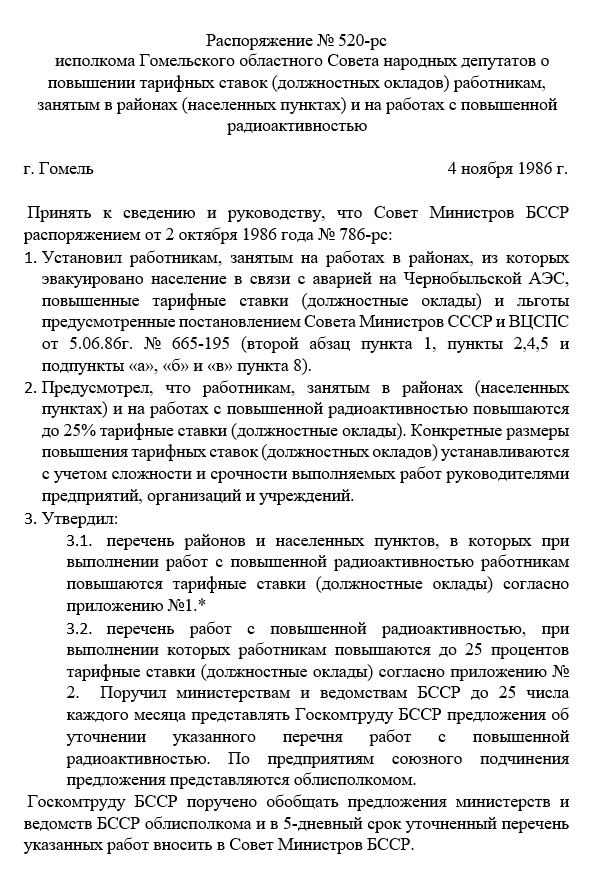 Распоряжение № 520-рс
исполкома Гомельского областного Совета народных депутатов о
повышении тарифных ставок (должностных окладов) работникам,
занятым в районах (населенных пунктах) и на работах с повышенной
радиоактивностью
г. Гомель 4 ноября 1986 г.
Принять к сведению и руководству, что Совет Министров БССР
распоряжением от 2 октября 1986 года № 786-рс:
1. Установил работникам, занятым на работах в районах, из которых
эвакуировано население в связи с аварией на Чернобыльской АЭС,
повышенные тарифные ставки (должностные оклады) и льготы
предусмотренные постановлением Совета Министров СССР и ВЦСПС
от 5.06.86г. № 665-195 (второй абзац пункта 1, пункты 2,4,5 и
подпункты «а», «б» и «в» пункта 8).
2. Предусмотрел, что работникам, занятым в районах (населенных
пунктах) и на работах с повышенной радиоактивностью повышаются
до 25% тарифные ставки (должностные оклады). Конкретные размеры
повышения тарифных ставок (должностных окладов) устанавливаются
с учетом сложности и срочности выполняемых работ руководителями
предприятий, организаций и учреждений.
3. Утвердил:
3.1. перечень районов и населенных пунктов, в которых при
выполнении работ с повышенной радиоактивностью работникам
повышаются тарифные ставки (должностные оклады) согласно
приложению №1.*
3.2. перечень работ с повышенной радиоактивностью, при
выполнении которых работникам повышаются до 25 процентов
тарифные ставки (должностные оклады) согласно приложению №
2. Поручил министерствам и ведомствам БССР до 25 числа
каждого месяца представлять Госкомтруду БССР предложения об
уточнении указанного перечня работ с повышенной
радиоактивностью. По предприятиям союзного подчинения
предложения представляются облисполкомом.
Госкомтруду БССР поручено обобщать предложения министерств и
ведомств БССР облисполкома и в 5-дневный срок уточненный перечень
указанных работ вносить в Совет Министров БССР.